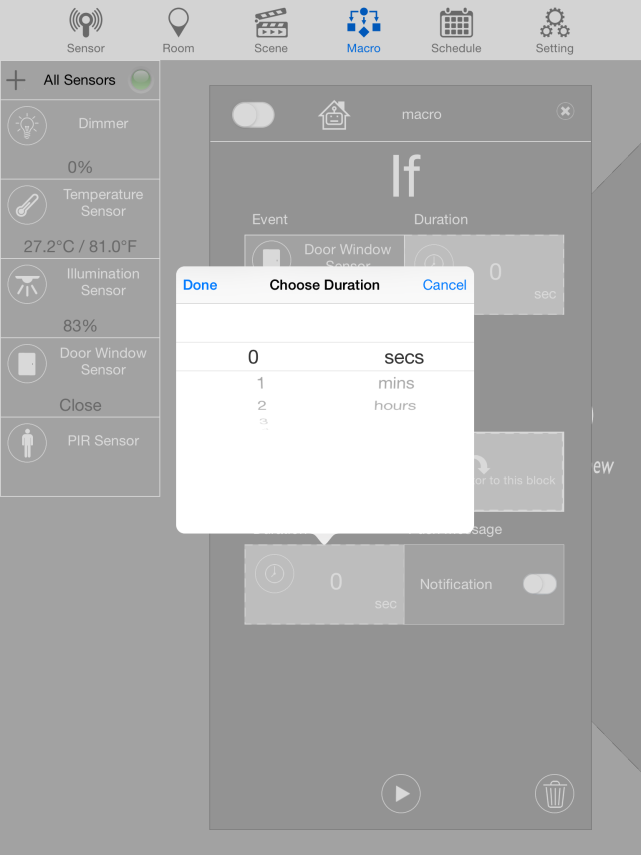 Sensor
Room
Scene
Macro
Schedule
Setting
All Sensors
Dimmer
0%
Temperature
Sensor
27.2°C / 81.0°F
Illumination
Sensor
83%
Door Window
Sensor
Close
PIR Sensor
macro
If
Event
Duration
Door Window
Sensor
0
sec
Done
Choose Duration
Cancel
0 secs
1 mins
2 hours
3
or to this block
ew
sage
0
sec
Notification